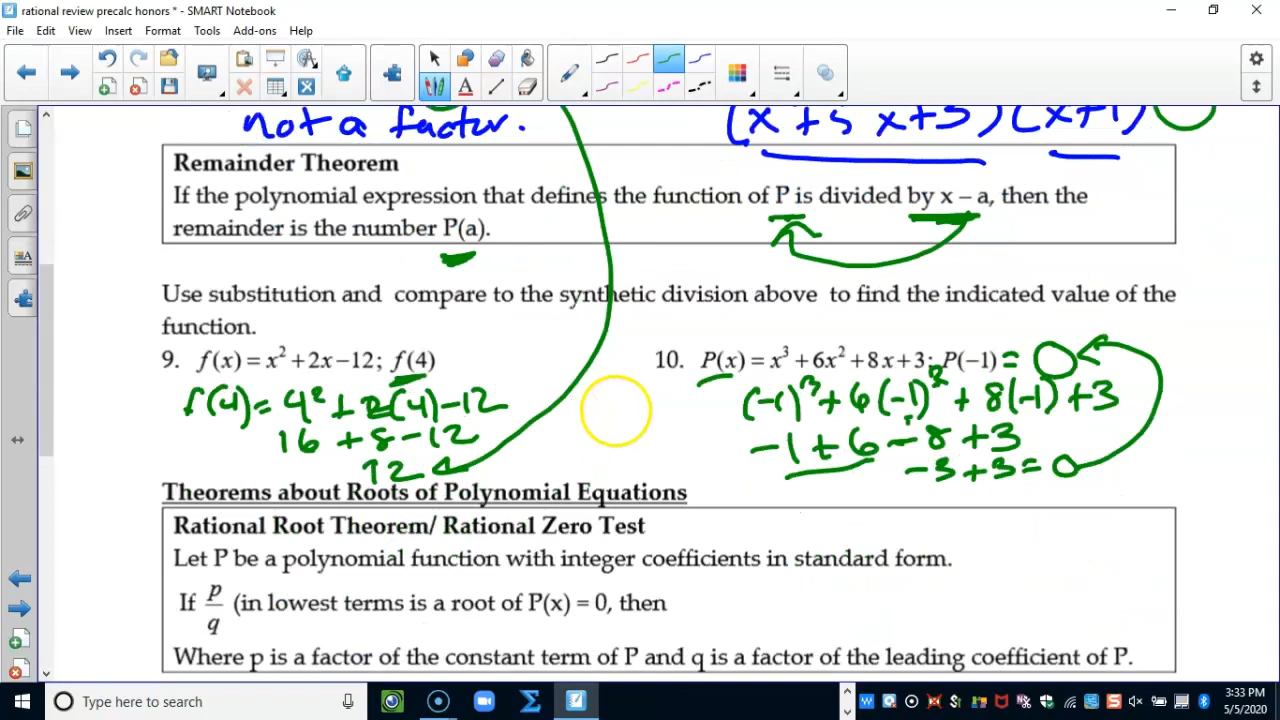 rational review precalc honors * - SMART Notebook
File Edit View Insert Format Tools Add-ons Help
not a factor.
(x + 5 x + 3) (x+1)
Remainder Theorem
If the polynomial expression that defines the function of P is divided by x – a, then the
remainder is the number P(a).
Use substitution and compare to the synthetic division above to find the indicated value of the
function.
9. f(x) = x² + 2x – 12; f(4)
f(4) = 4² + 2(4) – 12
16 + 8 – 12
12
10. P(x) = x³ + 6x² + 8x + 3; P(−1) = 0
(-1)³ + 6(-1)² + 8(-1) + 3
-1 + 6 – 8 + 3
-3 + 3 = 0
Theorems about Roots of Polynomial Equations
Rational Root Theorem/ Rational Zero Test
Let P be a polynomial function with integer coefficients in standard form.
If p/q (in lowest terms is a root of P(x) = 0, then
Where p is a factor of the constant term of P and q is a factor of the leading coefficient of P.
Type here to search
3:33 PM
5/5/2020